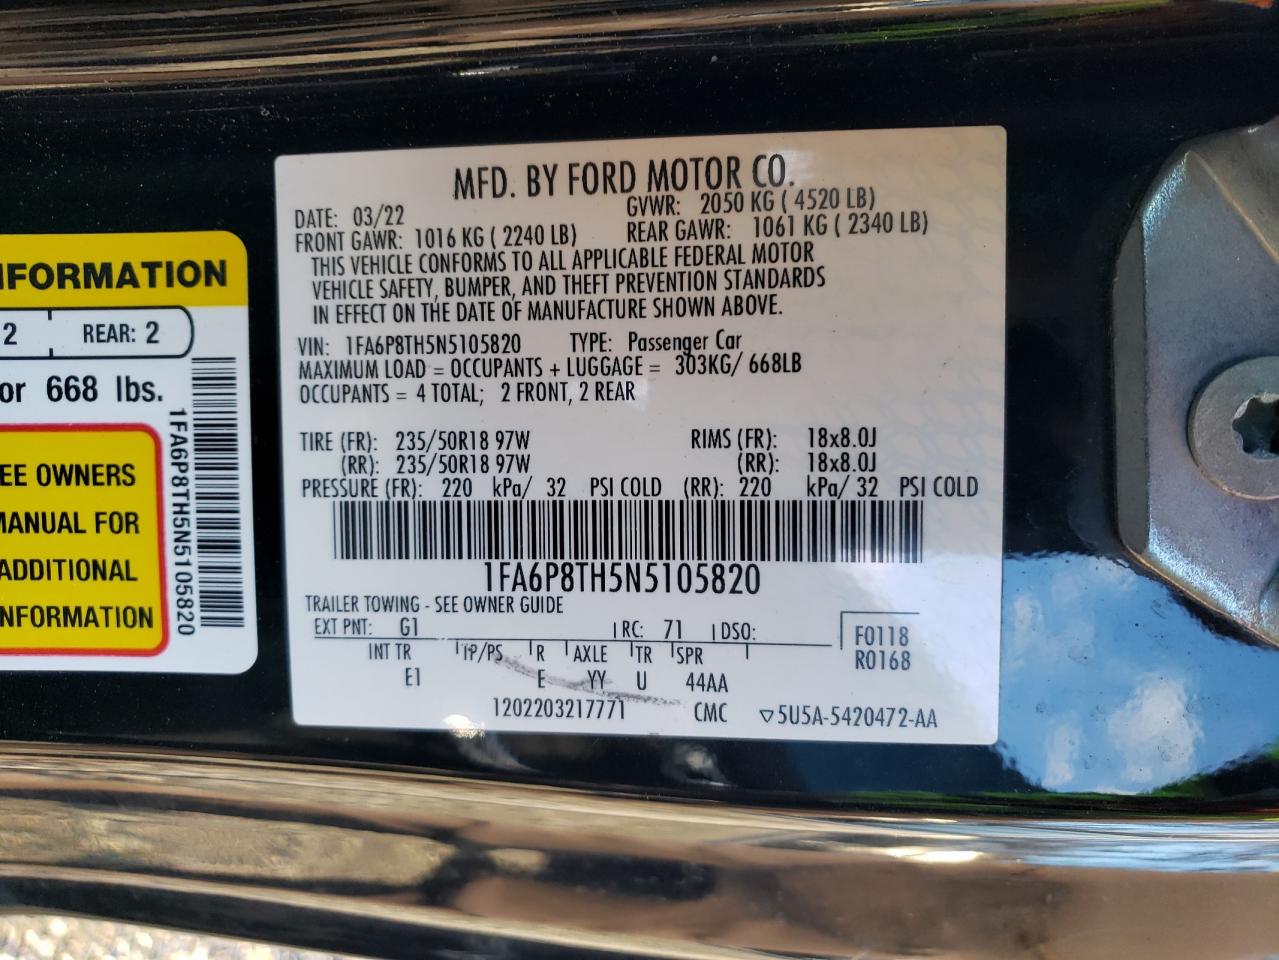 MFD. BY FORD MOTOR CO.
DATE: 03/22 GVWR: 2050 KG ( 4520 LB)
FRONT GAWR: 1016 KG ( 2240 LB) REAR GAWR: 1061 KG ( 2340 LB)
THIS VEHICLE CONFORMS TO ALL APPLICABLE FEDERAL MOTOR
VEHICLE SAFETY, BUMPER, AND THEFT PREVENTION STANDARDS
IN EFFECT ON THE DATE OF MANUFACTURE SHOWN ABOVE.
VIN: 1FA6P8TH5N5105820 TYPE: Passenger Car
MAXIMUM LOAD = OCCUPANTS + LUGGAGE = 303KG/ 668LB
OCCUPANTS = 4 TOTAL; 2 FRONT, 2 REAR
TIRE (FR): 235/50R18 97W RIMS (FR): 18x8.0J
(RR): 235/50R18 97W (RR): 18x8.0J
PRESSURE (FR): 220 kPa/ 32 PSI COLD (RR): 220 kPa/ 32 PSI COLD
1FA6P8TH5N5105820
TRAILER TOWING - SEE OWNER GUIDE
EXT PNT: G1 RC: 71 DSO: F0118
INT TR TP/PS R AXLE TR SPR R0168
E1 E YY U 44AA
1202203217771 CMC ▽5U5A-5420472-AA
INFORMATION
2 REAR: 2
or 668 lbs.
EE OWNERS
MANUAL FOR
ADDITIONAL
INFORMATION
1FA6P8TH5N5105820